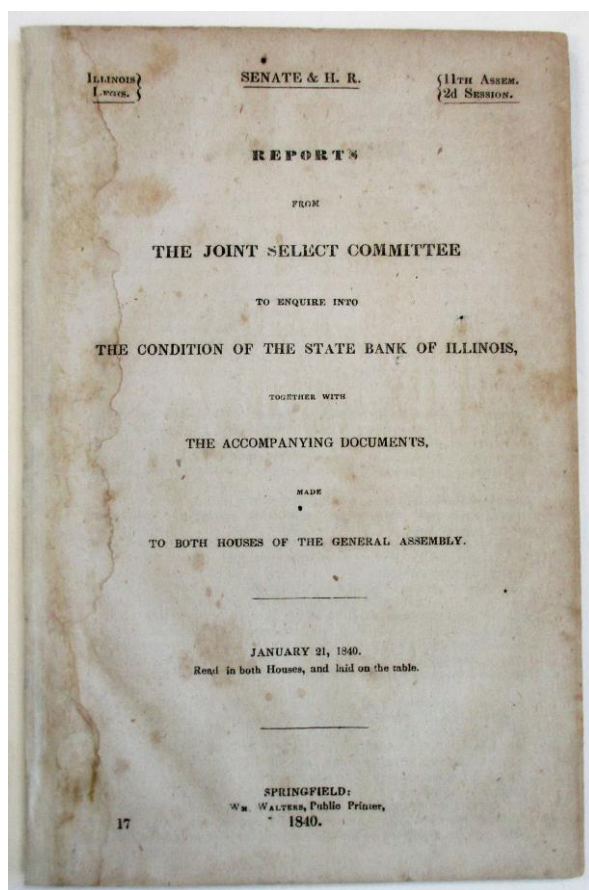 ILLINOIS } SENATE & H. R. { 11TH ASSEM.
LEGIS. } { 2d SESSION.
REPORTS
FROM
THE JOINT SELECT COMMITTEE
TO ENQUIRE INTO
THE CONDITION OF THE STATE BANK OF ILLINOIS,
TOGETHER WITH
THE ACCOMPANYING DOCUMENTS,
MADE
TO BOTH HOUSES OF THE GENERAL ASSEMBLY.
JANUARY 21, 1840.
Read in both Houses, and laid on the table.
SPRINGFIELD:
WM. WALTERS, Public Printer,
17 1840.